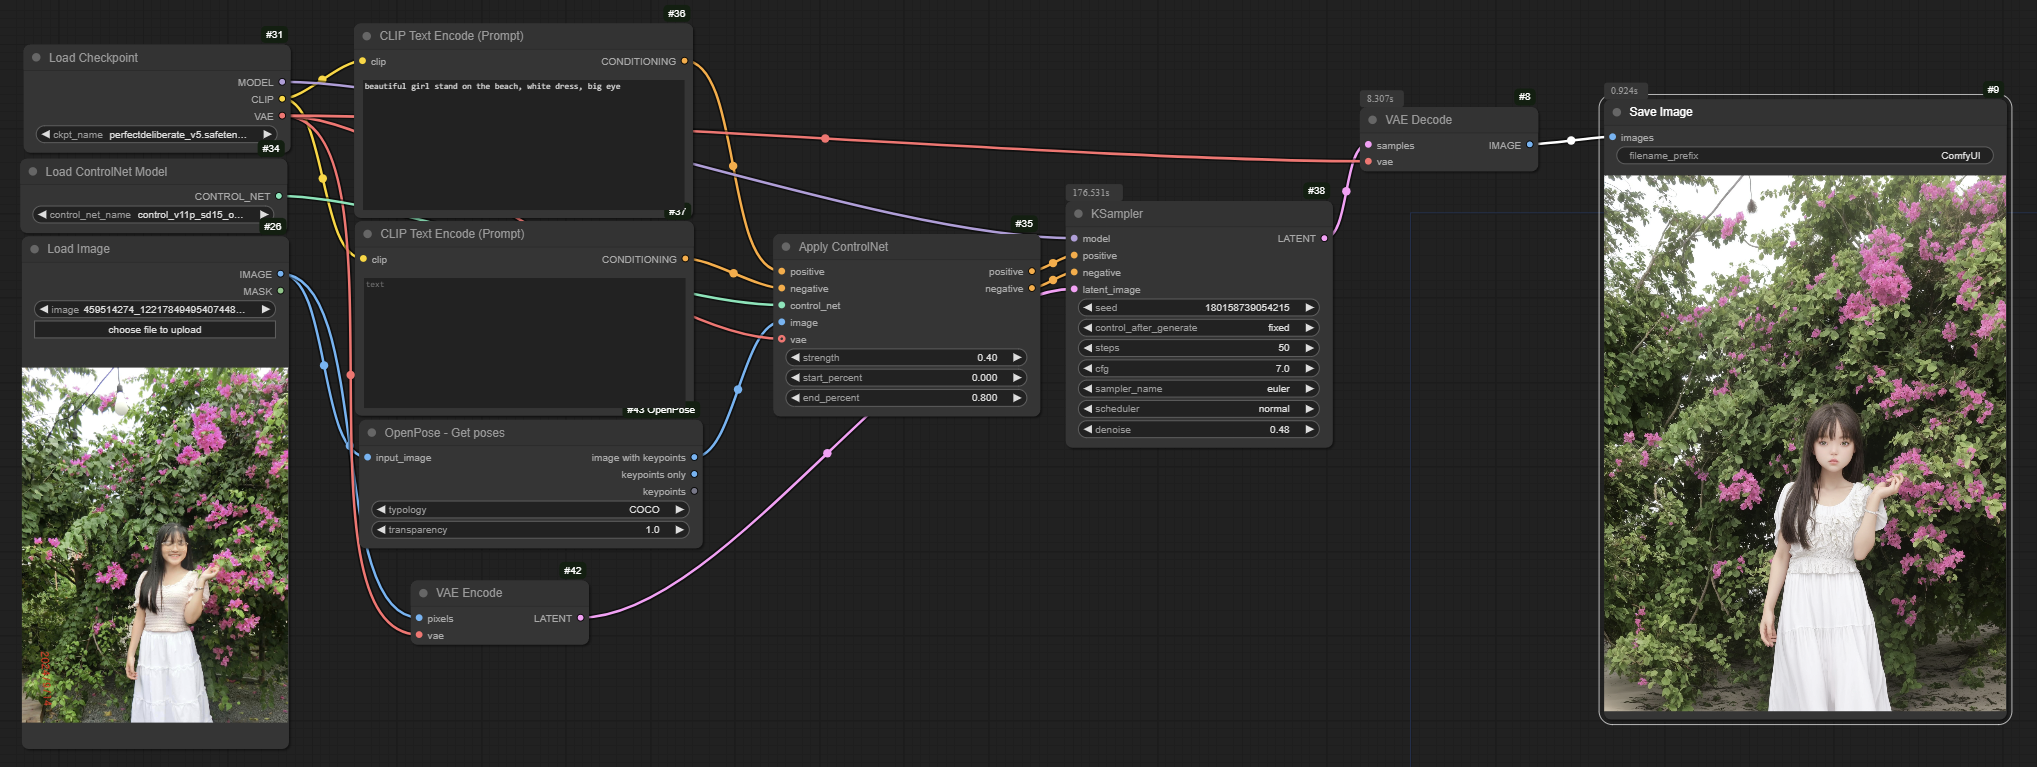 #31
Load Checkpoint
MODEL
CLIP
VAE
ckpt_name perfectdeliberate_v5.safeten...
#34
Load ControlNet Model
CONTROL_NET
control_net_name control_v11p_sd15_o...
#26
Load Image
IMAGE
MASK
image 459514274_12217849495407448...
choose file to upload
#36
CLIP Text Encode (Prompt)
clip CONDITIONING
beautiful girl stand on the beach, white dress, big eye
#37
CLIP Text Encode (Prompt)
clip CONDITIONING
text
#43 OpenPose
OpenPose - Get poses
input_image image with keypoints
keypoints only
keypoints
typology COCO
transparency 1.0
#42
VAE Encode
pixels LATENT
vae
#35
Apply ControlNet
positive positive
negative negative
control_net
image
vae
strength 0.40
start_percent 0.000
end_percent 0.800
176.531s
#38
KSampler
model LATENT
positive
negative
latent_image
seed 180158739054215
control_after_generate fixed
steps 50
cfg 7.0
sampler_name euler
scheduler normal
denoise 0.48
8.307s
#8
VAE Decode
samples IMAGE
vae
0.924s
#9
Save Image
images
filename_prefix ComfyUI